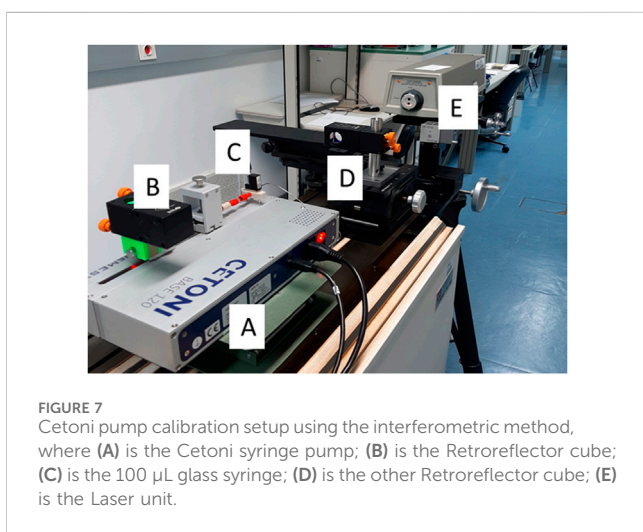 E
C
B
D
CETONI
BASE 120
A
FIGURE 7
Cetoni pump calibration setup using the interferometric method,
where (A) is the Cetoni syringe pump; (B) is the Retroreflector cube;
(C) is the 100 μL glass syringe; (D) is the other Retroreflector cube; (E)
is the Laser unit.